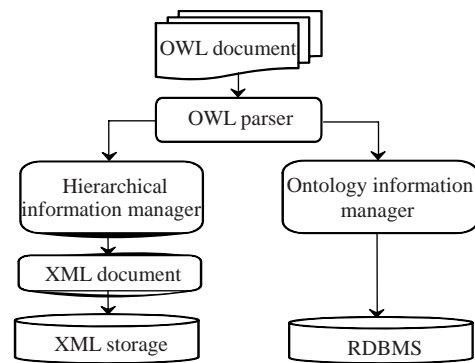 OWL document
OWL parser
Hierarchical
information manager
Ontology information
manager
XML document
XML storage
RDBMS